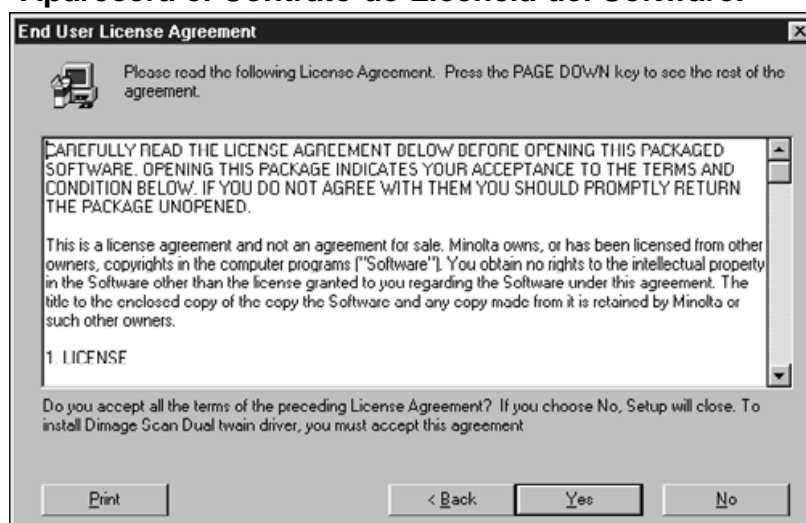 Aparecerá el Contrato de Licencia del Software.
End User License Agreement
Please read the following License Agreement. Press the PAGE DOWN key to see the rest of the
agreement.
CAREFULLY READ THE LICENSE AGREEMENT BELOW BEFORE OPENING THIS PACKAGED
SOFTWARE. OPENING THIS PACKAGE INDICATES YOUR ACCEPTANCE TO THE TERMS AND
CONDITION BELOW. IF YOU DO NOT AGREE WITH THEM YOU SHOULD PROMPTLY RETURN
THE PACKAGE UNOPENED.
This is a license agreement and not an agreement for sale. Minolta owns, or has been licensed from other
owners, copyrights in the computer programs ("Software"). You obtain no rights to the intellectual property
in the Software other than the license granted to you regarding the Software under this agreement. The
title to the enclosed copy of the copy the Software and any copy made from it is retained by Minolta or
such other owners.
1. LICENSE
Do you accept all the terms of the preceding License Agreement? If you choose No, Setup will close. To
install Dimage Scan Dual twain driver, you must accept this agreement
Print
< Back
Yes
No